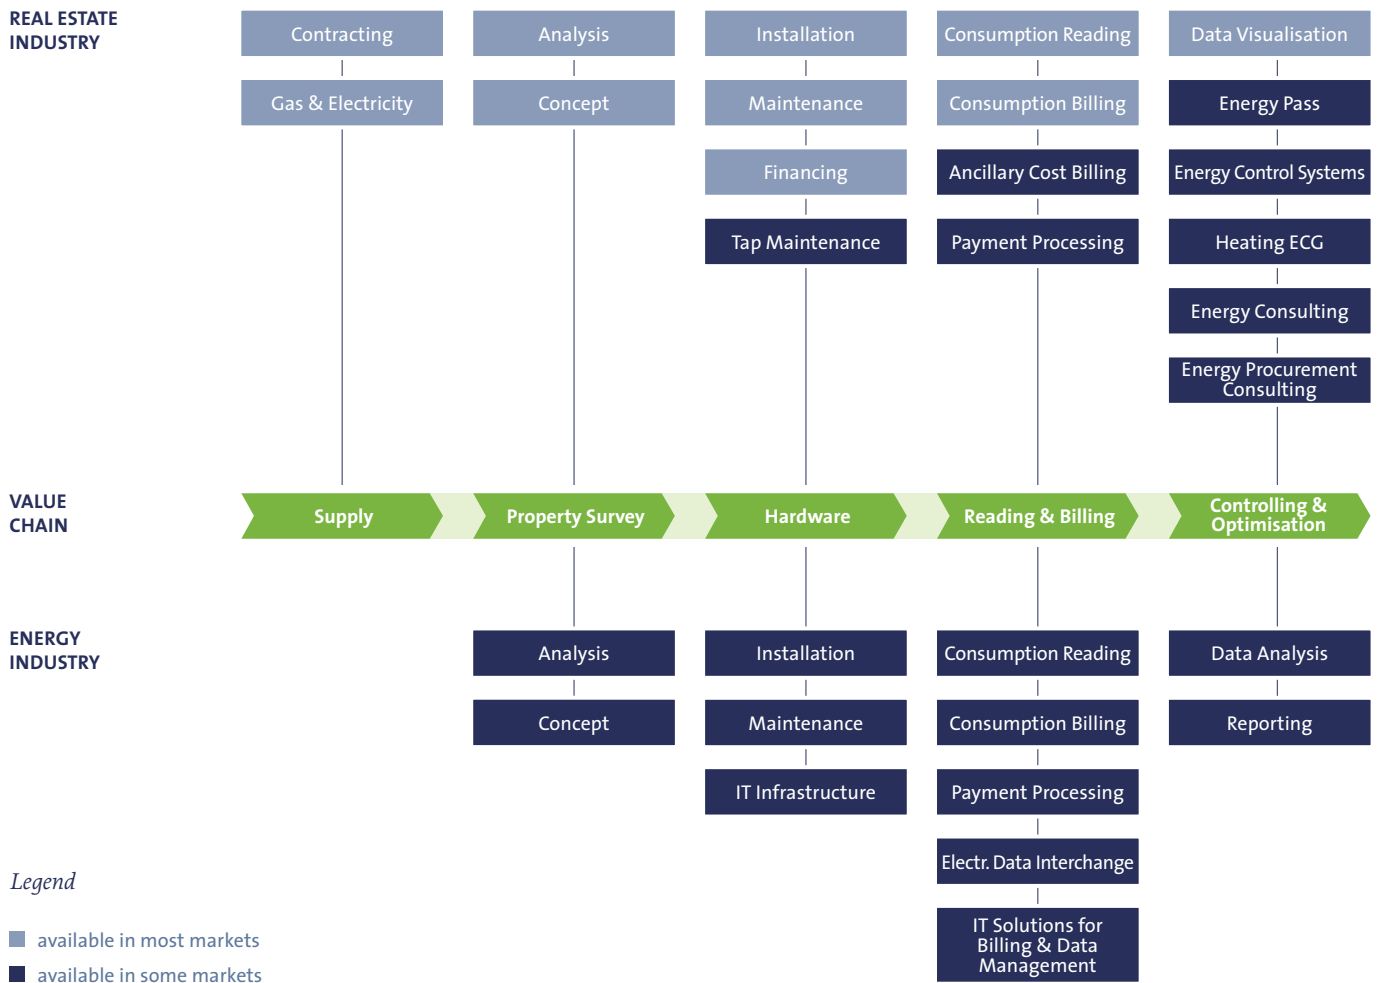 REAL ESTATE
INDUSTRY
Contracting
Analysis
Installation
Consumption Reading
Data Visualisation
Gas & Electricity
Concept
Maintenance
Consumption Billing
Energy Pass
Financing
Ancillary Cost Billing
Energy Control Systems
Tap Maintenance
Payment Processing
Heating ECG
Energy Consulting
Energy Procurement
Consulting
VALUE
CHAIN
Supply
Property Survey
Hardware
Reading & Billing
Controlling &
Optimisation
ENERGY
INDUSTRY
Analysis
Installation
Consumption Reading
Data Analysis
Concept
Maintenance
Consumption Billing
Reporting
IT Infrastructure
Payment Processing
Electr. Data Interchange
IT Solutions for
Billing & Data
Management
Legend
available in most markets
available in some markets